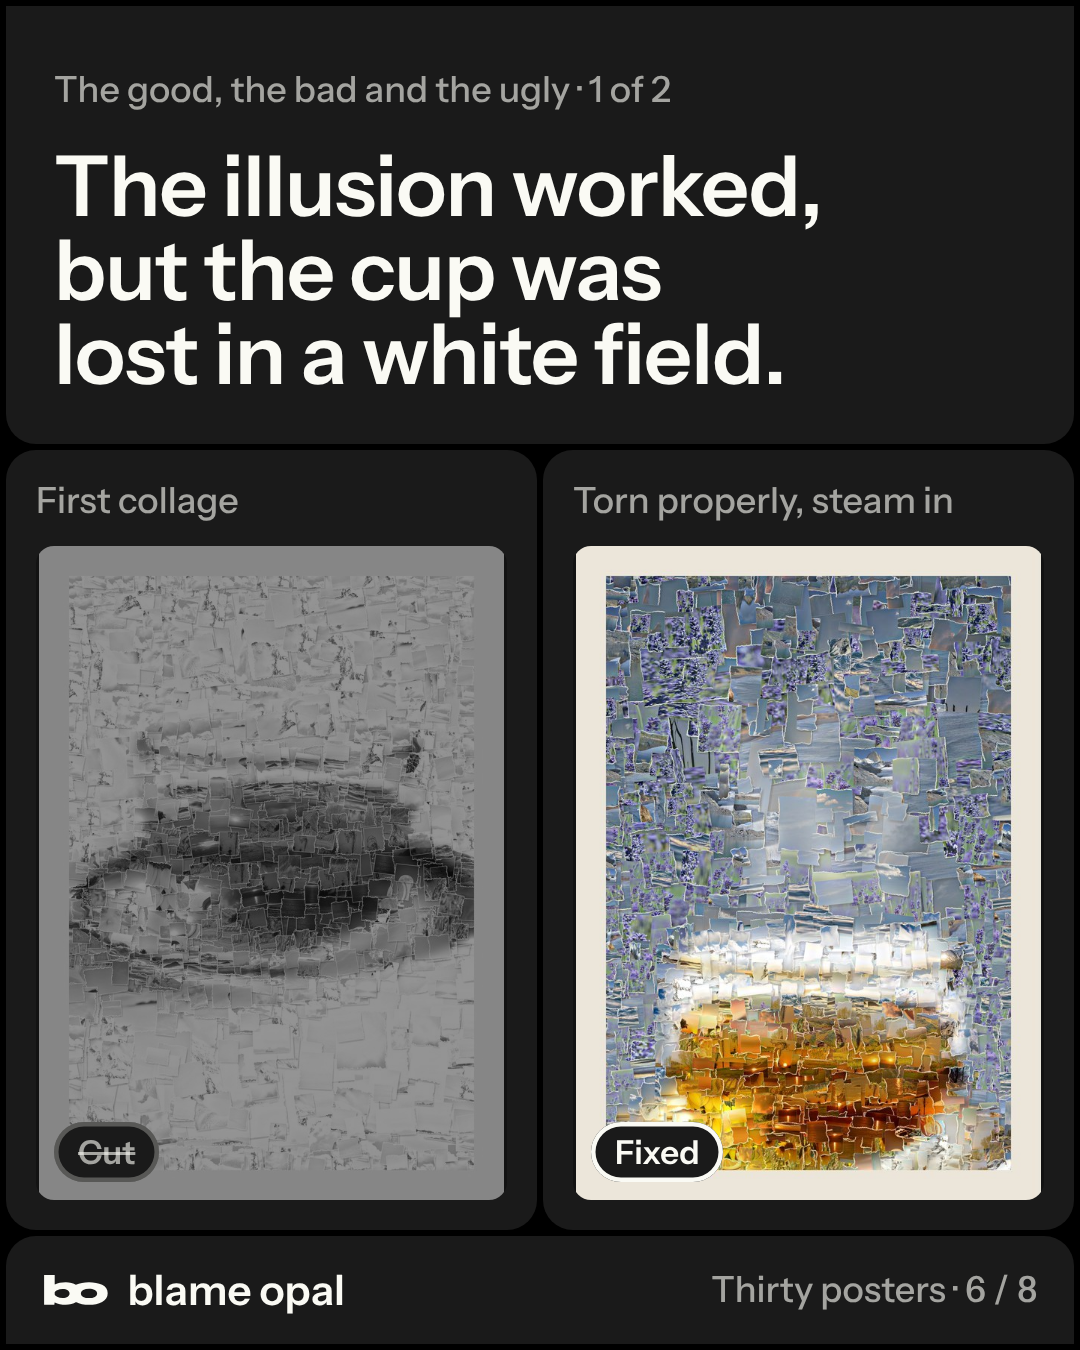 The good, the bad and the ugly · 1 of 2
The illusion worked,
but the cup was
lost in a white field.
First collage
Torn properly, steam in
Cut
Fixed
bo blame opal
Thirty posters · 6 / 8